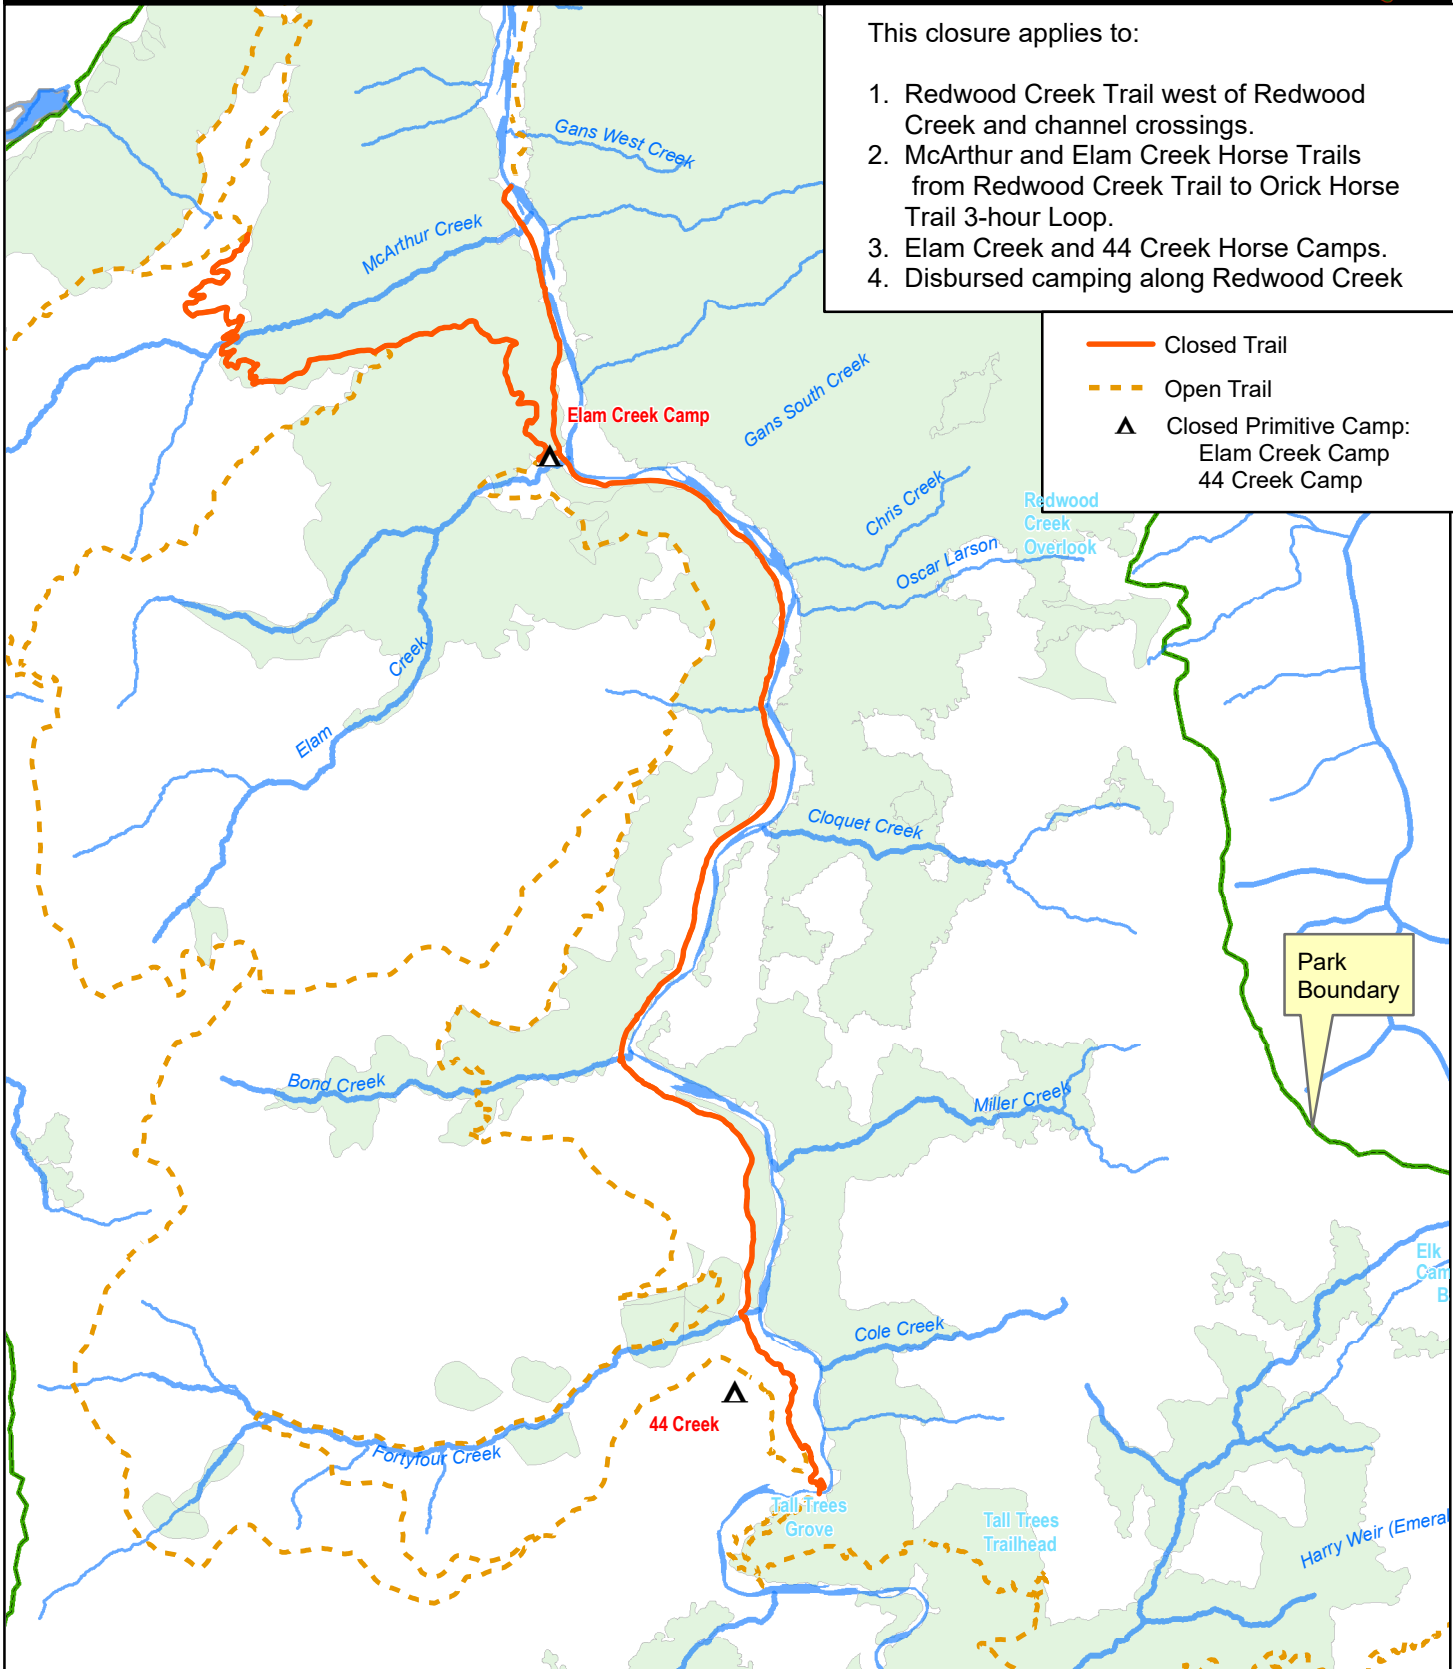 This closure applies to:
1. Redwood Creek Trail west of Redwood
Creek and channel crossings.
2. McArthur and Elam Creek Horse Trails
from Redwood Creek Trail to Orick Horse
Trail 3-hour Loop.
3. Elam Creek and 44 Creek Horse Camps.
4. Disbursed camping along Redwood Creek
Closed Trail
Open Trail
Closed Primitive Camp:
Elam Creek Camp
44 Creek Camp
Gans West Creek
McArthur Creek
Elam Creek Camp
Gans South Creek
Chris Creek
Redwood
Creek
Overlook
Oscar Larson
Creek
Elam
Cloquet Creek
Park
Boundary
Bond Creek
Miller Creek
Elk
Cam
B
Cole Creek
44 Creek
Fortyfour Creek
Tall Trees
Grove
Tall Trees
Trailhead
Harry Weir (Emeral